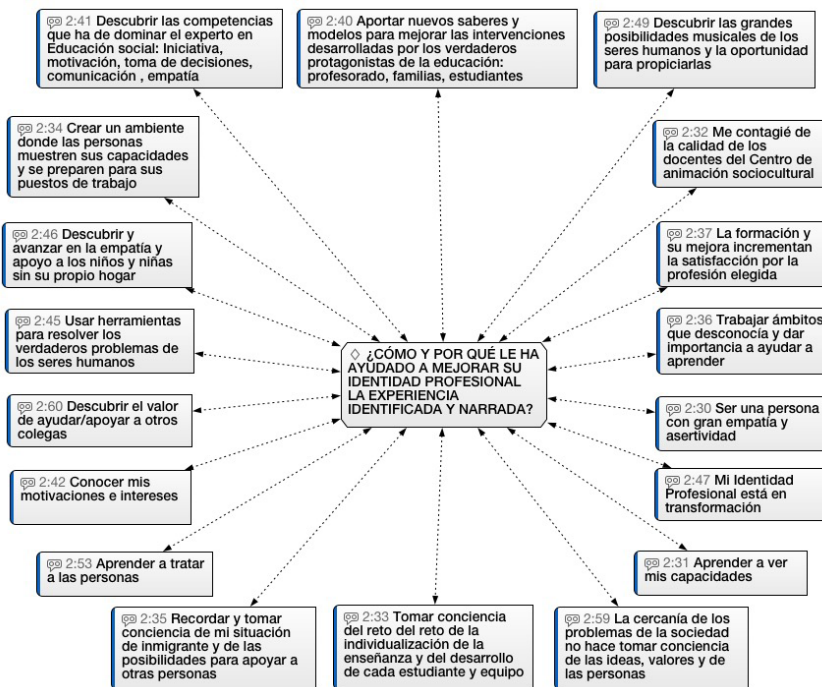 2:41 Descubrir las competencias
que ha de dominar el experto en
Educación social: Iniciativa,
motivación, toma de decisiones,
comunicación , empatía
2:40 Aportar nuevos saberes y
modelos para mejorar las intervenciones
desarrolladas por los verdaderos
protagonistas de la educación:
profesorado, familias, estudiantes
2:49 Descubrir las grandes
posibilidades musicales de los
seres humanos y la oportunidad
para propiciarlas
2:34 Crear un ambiente
donde las personas
muestren sus capacidades
y se preparen para sus
puestos de trabajo
2:32 Me contagié de
la calidad de los
docentes del Centro de
animación sociocultural
2:46 Descubrir y
avanzar en la empatía y
apoyo a los niños y niñas
sin su propio hogar
2:37 La formación y
su mejora incrementan
la satisfacción por la
profesión elegida
2:45 Usar herramientas
para resolver los
verdaderos problemas de
los seres humanos
2:36 Trabajar ámbitos
que desconocía y dar
importancia a ayudar a
aprender
◇ ¿CÓMO Y POR QUÉ LE HA
AYUDADO A MEJORAR SU
IDENTIDAD PROFESIONAL
LA EXPERIENCIA
IDENTIFICADA Y NARRADA?
2:60 Descubrir el valor
de ayudar/apoyar a otros
colegas
2:30 Ser una persona
con gran empatía y
asertividad
2:42 Conocer mis
motivaciones e intereses
2:47 Mi Identidad
Profesional está en
transformación
2:53 Aprender a tratar
a las personas
2:31 Aprender a ver
mis capacidades
2:35 Recordar y tomar
conciencia de mi situación
de inmigrante y de las
posibilidades para apoyar a
otras personas
2:33 Tomar conciencia
del reto del reto de la
individualización de la
enseñanza y del desarrollo
de cada estudiante y equipo
2:59 La cercanía de los
problemas de la sociedad
no hace tomar conciencia
de las ideas, valores y de
las personas